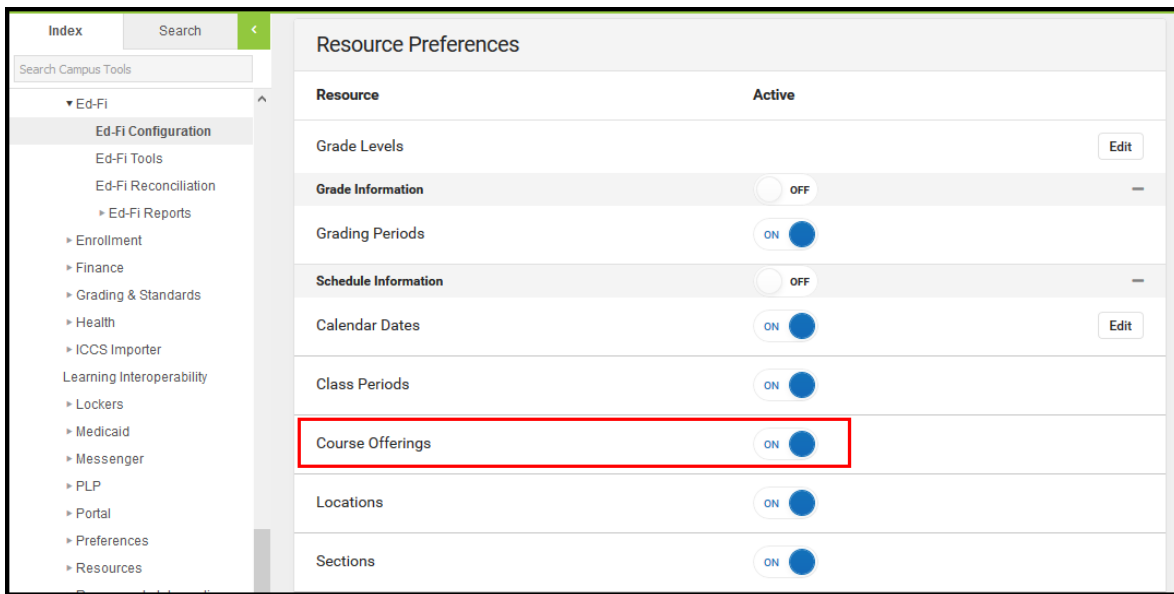 Index
Search
Search Campus Tools
Ed-Fi
Ed-Fi Configuration
Ed-Fi Tools
Ed-Fi Reconciliation
Ed-Fi Reports
Enrollment
Finance
Grading & Standards
Health
ICCS Importer
Learning Interoperability
Lockers
Medicaid
Messenger
PLP
Portal
Preferences
Resources
Resource Preferences
Resource Active
Grade Levels Edit
Grade Information OFF
Grading Periods ON
Schedule Information OFF
Calendar Dates ON Edit
Class Periods ON
Course Offerings ON
Locations ON
Sections ON